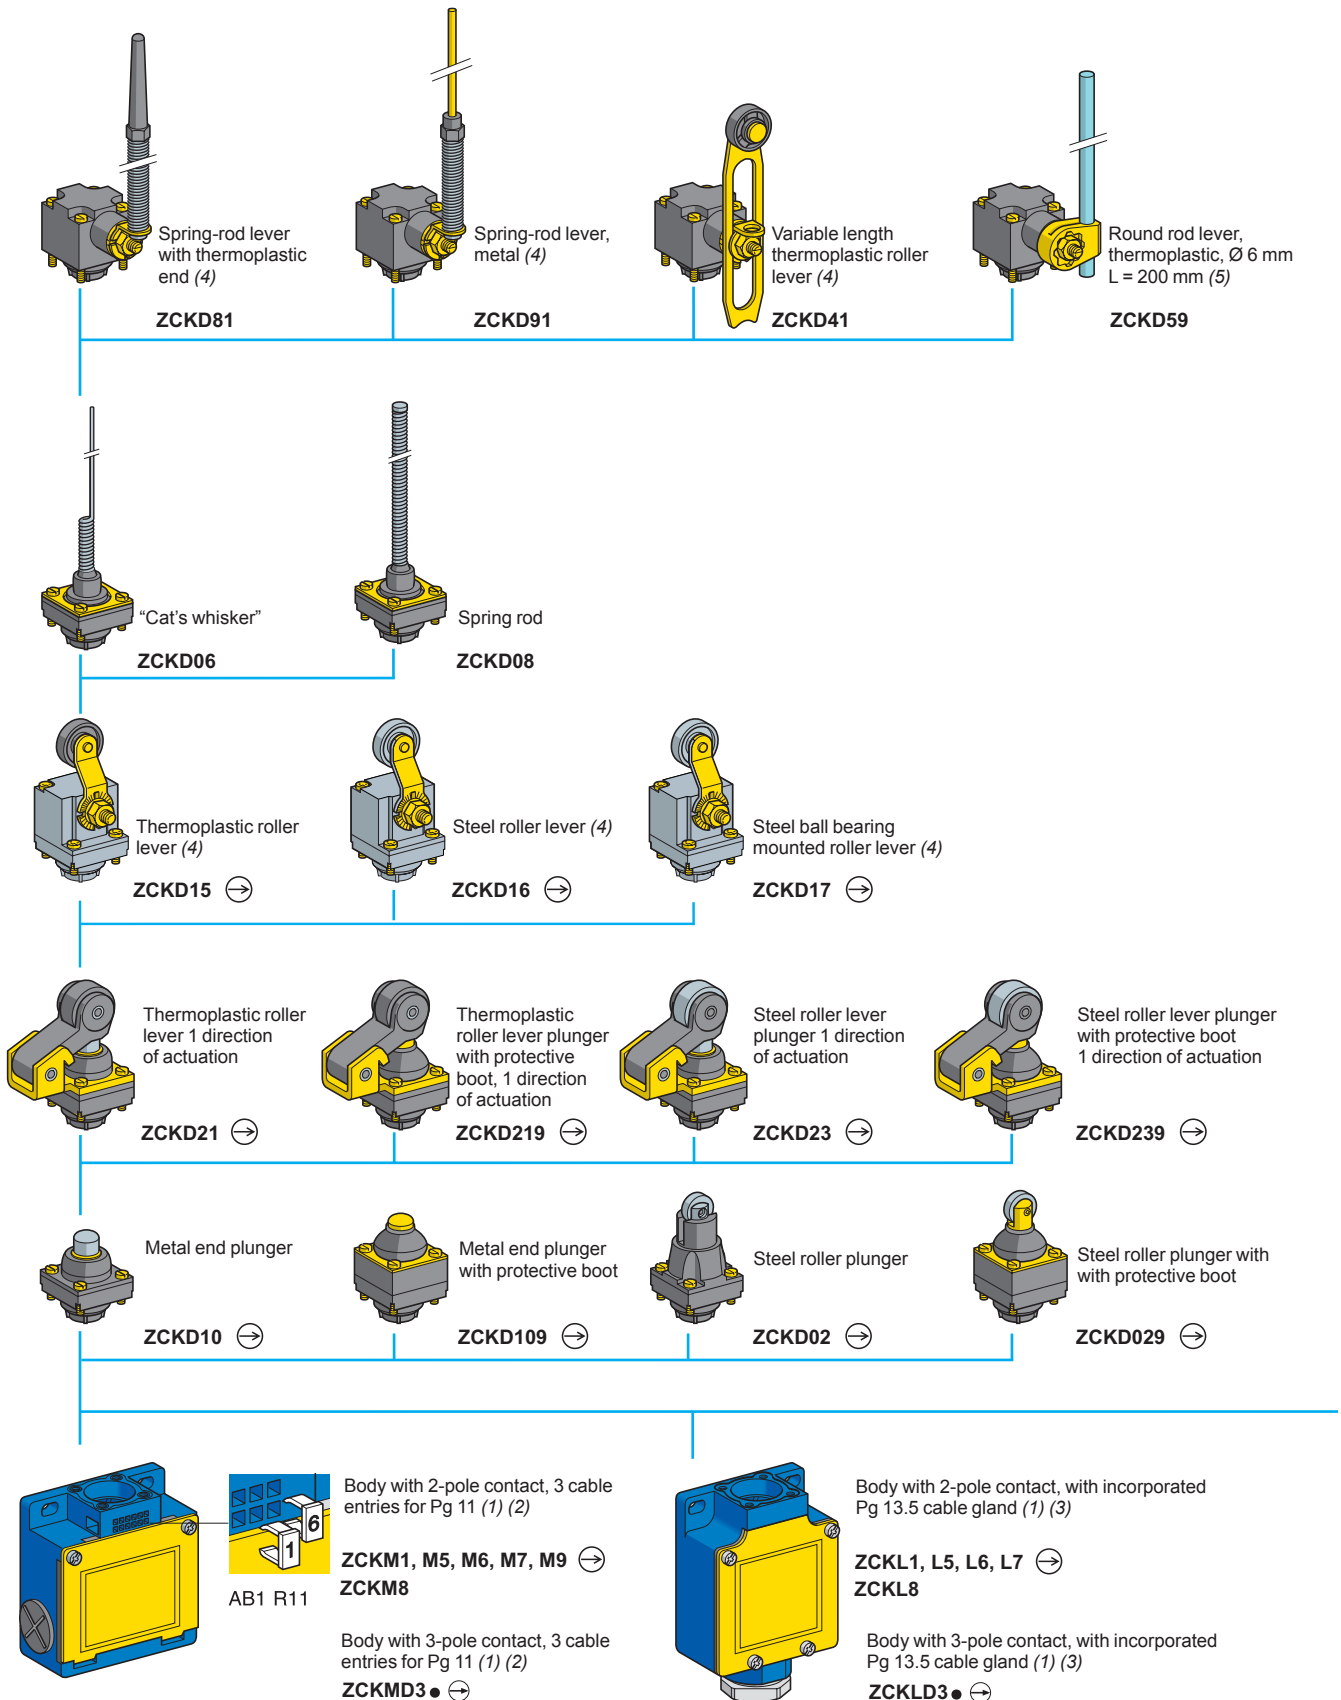 Spring-rod lever
with thermoplastic
end (4)
ZCKD81
Spring-rod lever,
metal (4)
ZCKD91
Variable length
thermoplastic roller
lever (4)
ZCKD41
Round rod lever,
thermoplastic, Ø 6 mm
L = 200 mm (5)
ZCKD59
“Cat's whisker”
ZCKD06
Spring rod
ZCKD08
Thermoplastic roller
lever (4)
ZCKD15
Steel roller lever (4)
ZCKD16
Steel ball bearing
mounted roller lever (4)
ZCKD17
Thermoplastic roller
lever 1 direction
of actuation
ZCKD21
Thermoplastic
roller lever plunger
with protective
boot, 1 direction
of actuation
ZCKD219
Steel roller lever
plunger 1 direction
of actuation
ZCKD23
Steel roller lever plunger
with protective boot
1 direction of actuation
ZCKD239
Metal end plunger
ZCKD10
Metal end plunger
with protective boot
ZCKD109
Steel roller plunger
ZCKD02
Steel roller plunger with
with protective boot
ZCKD029
6
1
AB1 R11
Body with 2-pole contact, 3 cable
entries for Pg 11 (1) (2)
ZCKM1, M5, M6, M7, M9
ZCKM8
Body with 3-pole contact, 3 cable
entries for Pg 11 (1) (2)
ZCKMD3●
Body with 2-pole contact, with incorporated
Pg 13.5 cable gland (1) (3)
ZCKL1, L5, L6, L7
ZCKL8
Body with 3-pole contact, with incorporated
Pg 13.5 cable gland (1) (3)
ZCKLD3●